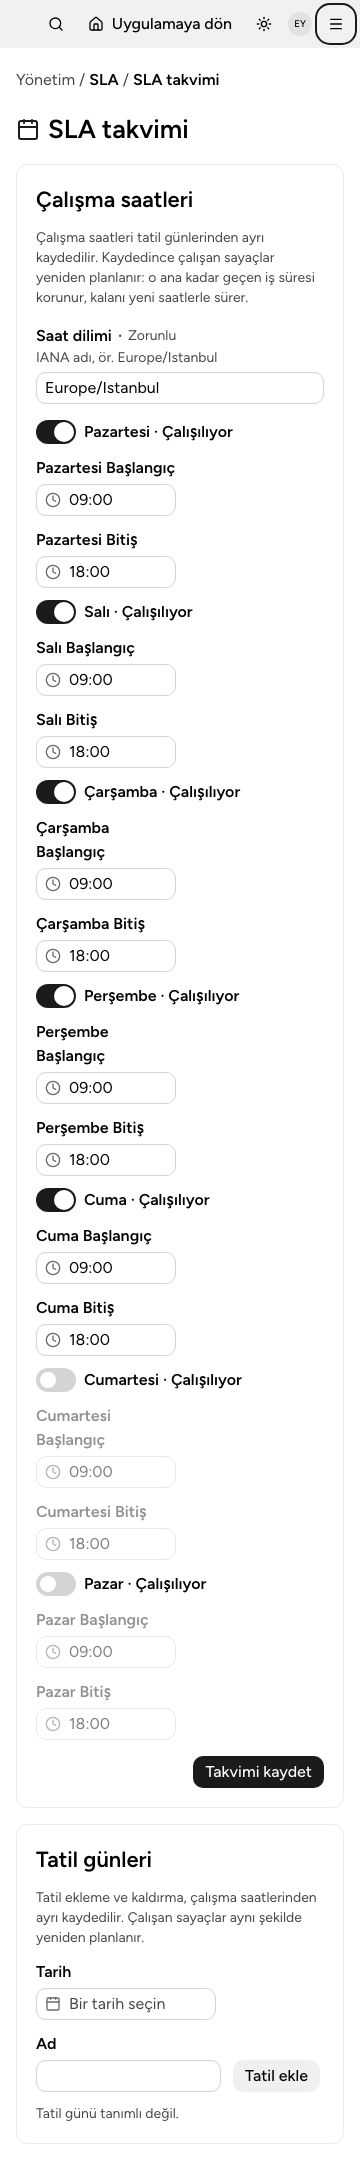 Uygulamaya dön
EY
Yönetim / SLA / SLA takvimi
SLA takvimi
Çalışma saatleri
Çalışma saatleri tatil günlerinden ayrı
kaydedilir. Kaydedince çalışan sayaçlar
yeniden planlanır: o ana kadar geçen iş süresi
korunur, kalanı yeni saatlerle sürer.
Saat dilimi · Zorunlu
IANA adı, ör. Europe/Istanbul
Europe/Istanbul
Pazartesi · Çalışılıyor
Pazartesi Başlangıç
09:00
Pazartesi Bitiş
18:00
Salı · Çalışılıyor
Salı Başlangıç
09:00
Salı Bitiş
18:00
Çarşamba · Çalışılıyor
Çarşamba
Başlangıç
09:00
Çarşamba Bitiş
18:00
Perşembe · Çalışılıyor
Perşembe
Başlangıç
09:00
Perşembe Bitiş
18:00
Cuma · Çalışılıyor
Cuma Başlangıç
09:00
Cuma Bitiş
18:00
Cumartesi · Çalışılıyor
Cumartesi
Başlangıç
09:00
Cumartesi Bitiş
18:00
Pazar · Çalışılıyor
Pazar Başlangıç
09:00
Pazar Bitiş
18:00
Takvimi kaydet
Tatil günleri
Tatil ekleme ve kaldırma, çalışma saatlerinden
ayrı kaydedilir. Çalışan sayaçlar aynı şekilde
yeniden planlanır.
Tarih
Bir tarih seçin
Ad
Tatil ekle
Tatil günü tanımlı değil.